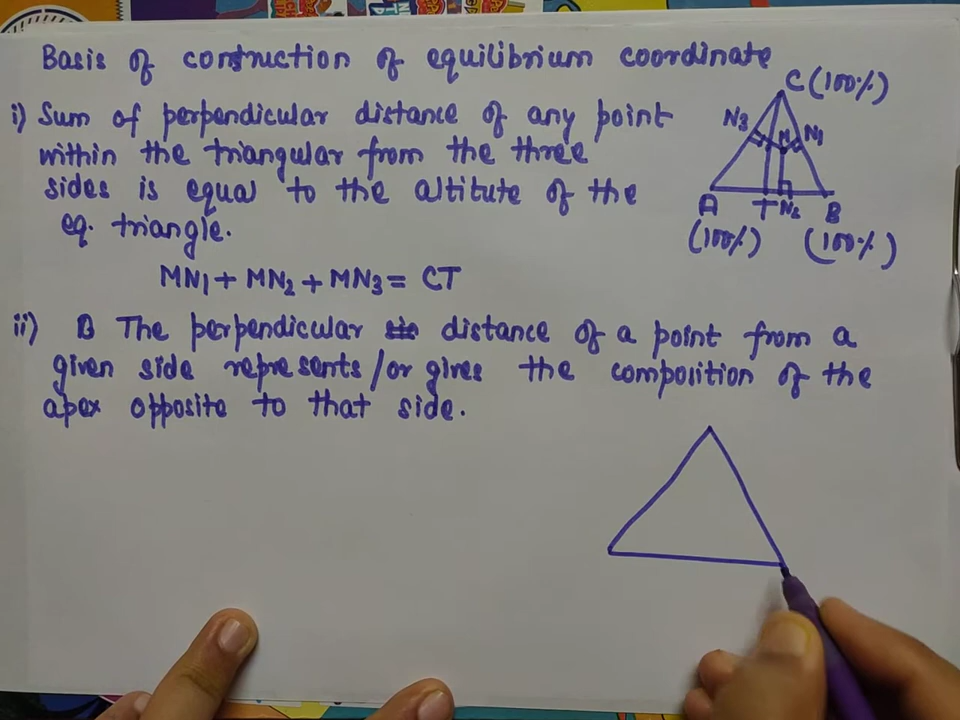 Basis of construction of equilibrium coordinate
i) Sum of perpendicular distance of any point
within the triangular from the three
sides is equal to the altitute of the
eq. triangle.
MN1 + MN2 + MN3 = CT
C (100%)
N3 M N1
A T N2 B
(100%) (100%)
ii) B The perpendicular distance of a point from a
given side represents/or gives the composition of the
apex opposite to that side.